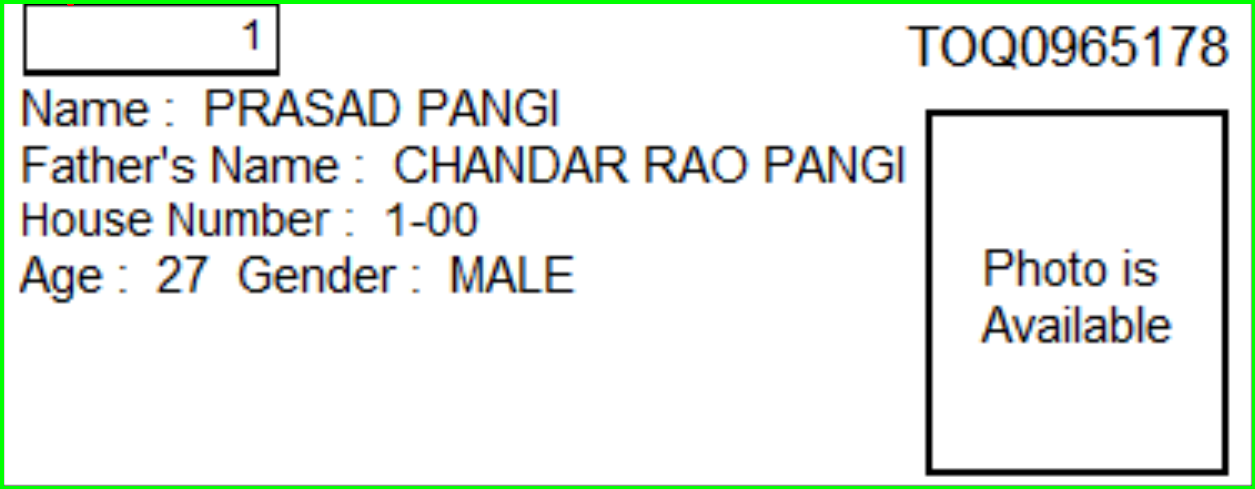 1
TOQ0965178
Name : PRASAD PANGI
Father's Name : CHANDAR RAO PANGI
House Number : 1-00
Age : 27 Gender : MALE
Photo is
Available